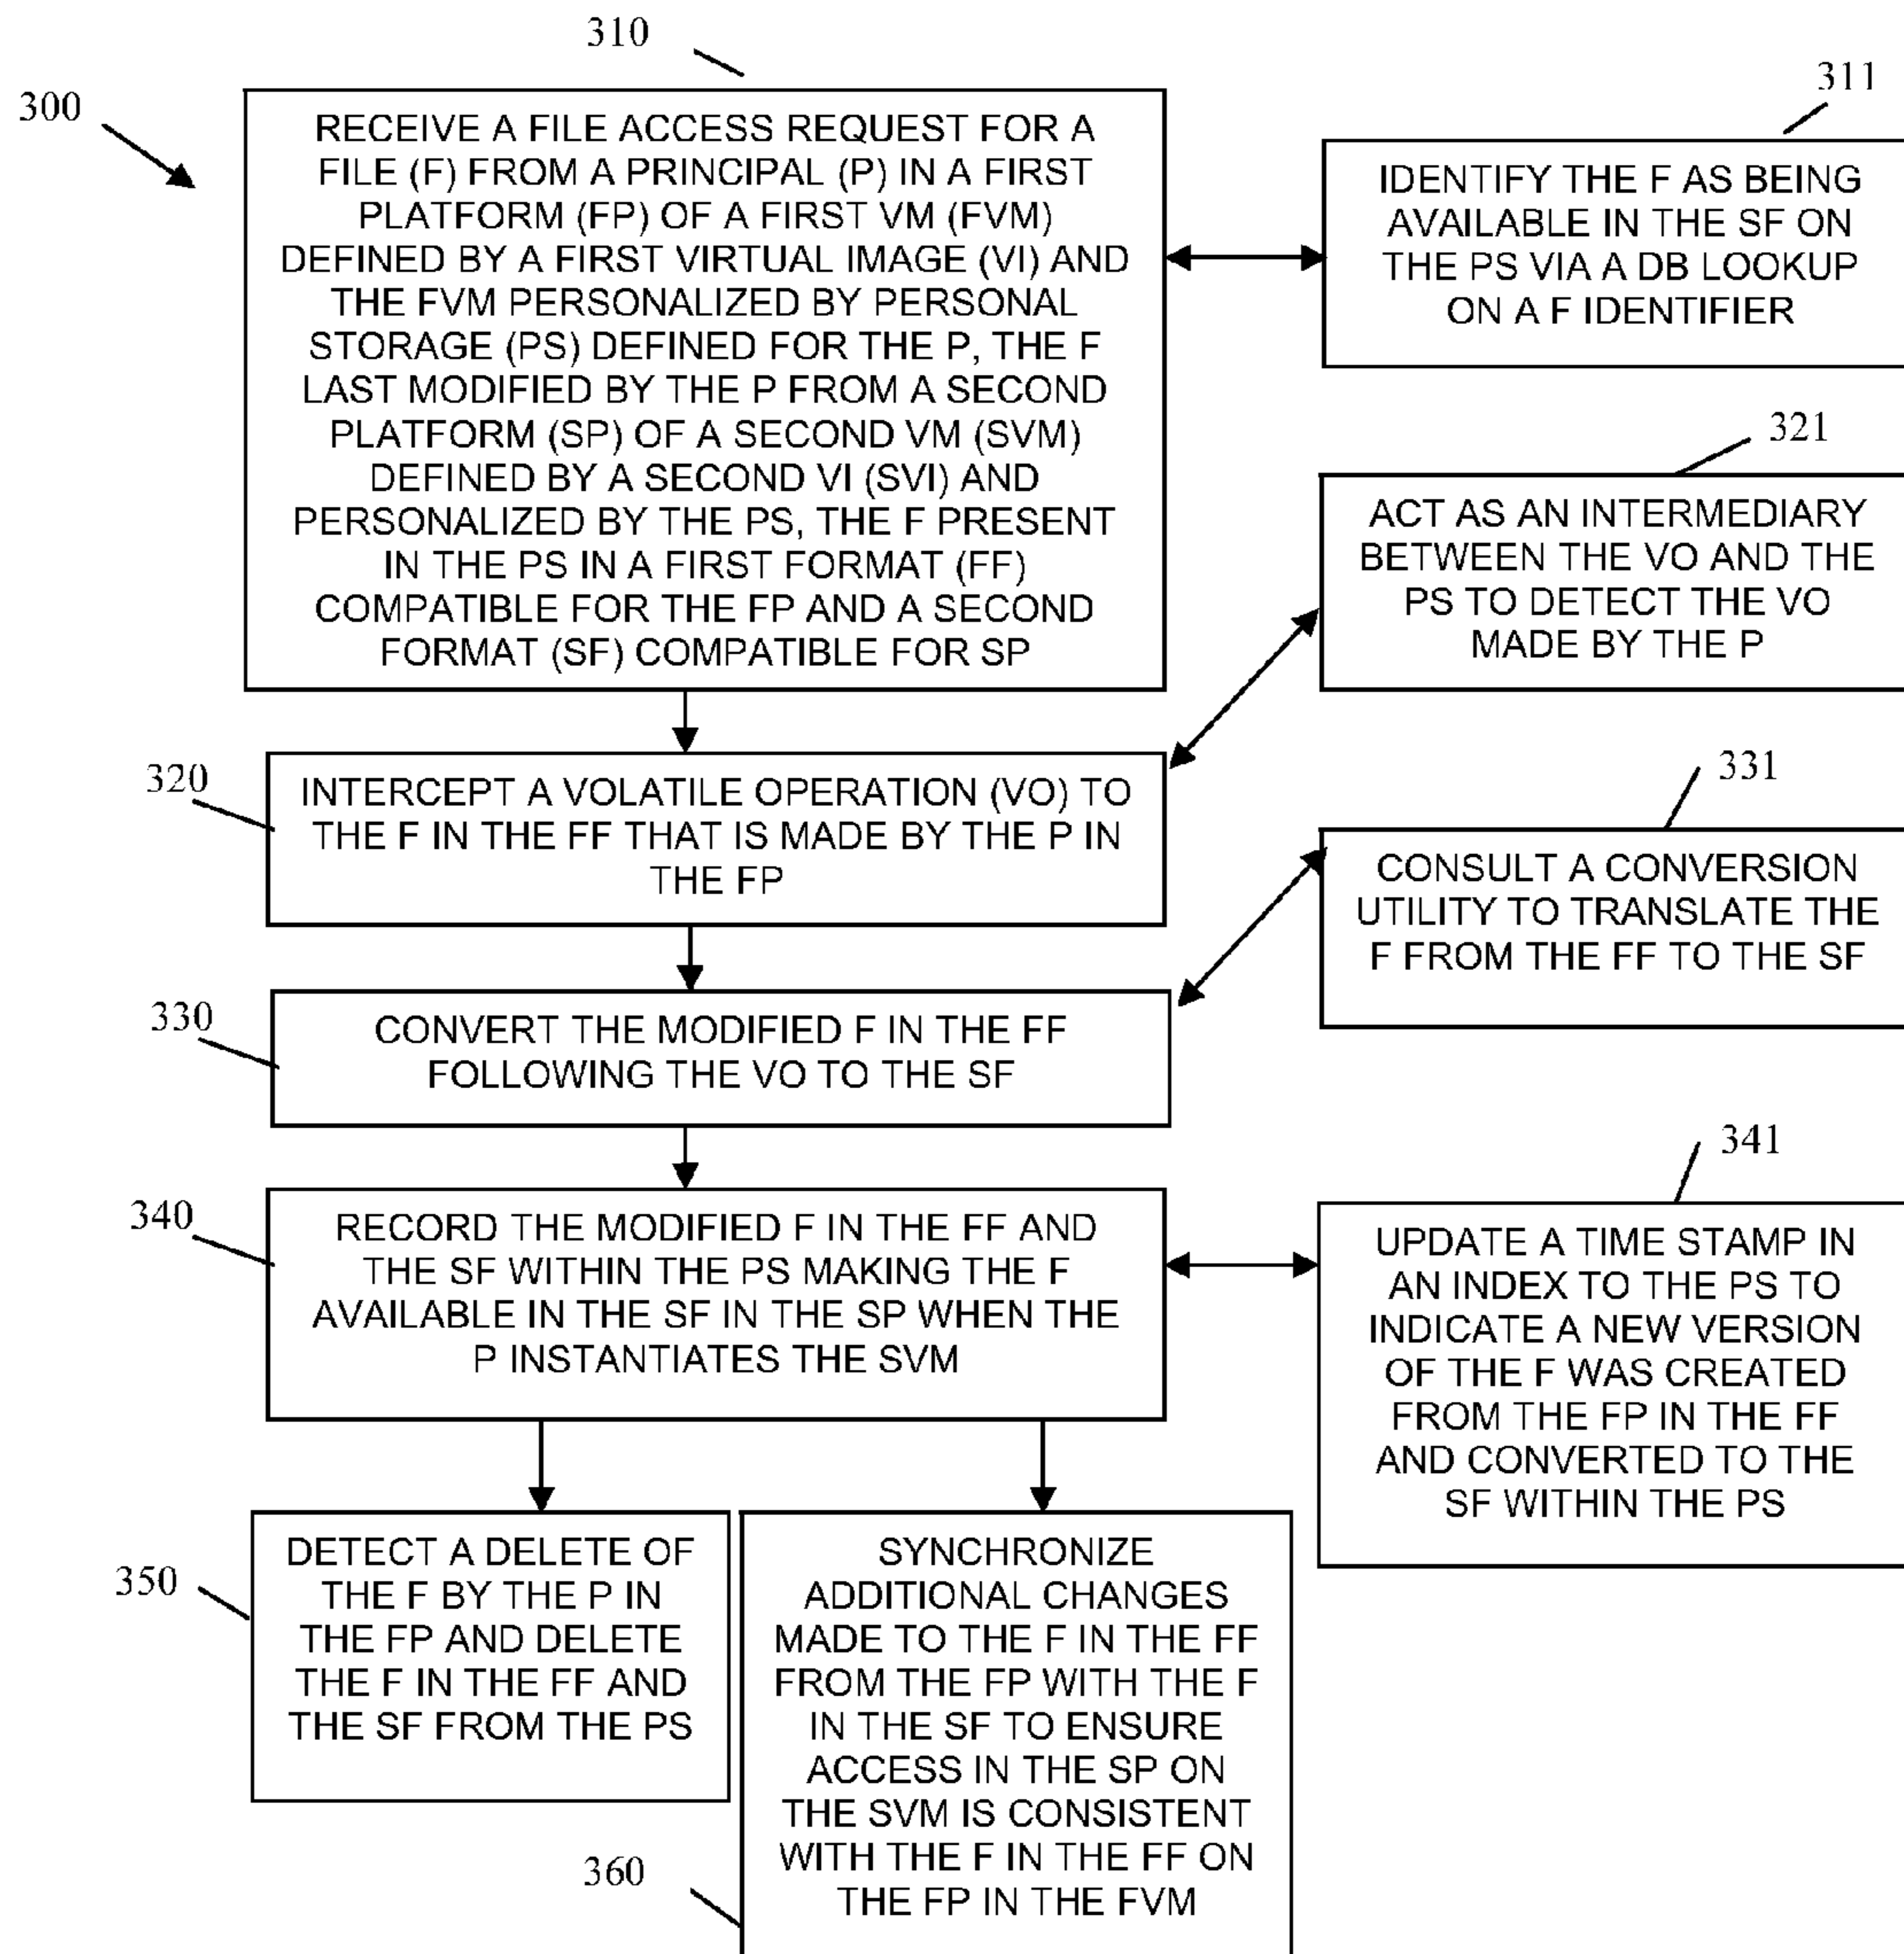 310
300
RECEIVE A FILE ACCESS REQUEST FOR A
FILE (F) FROM A PRINCIPAL (P) IN A FIRST
PLATFORM (FP) OF A FIRST VM (FVM)
DEFINED BY A FIRST VIRTUAL IMAGE (VI) AND
THE FVM PERSONALIZED BY PERSONAL
STORAGE (PS) DEFINED FOR THE P, THE F
LAST MODIFIED BY THE P FROM A SECOND
PLATFORM (SP) OF A SECOND VM (SVM)
DEFINED BY A SECOND VI (SVI) AND
PERSONALIZED BY THE PS, THE F PRESENT
IN THE PS IN A FIRST FORMAT (FF)
COMPATIBLE FOR THE FP AND A SECOND
FORMAT (SF) COMPATIBLE FOR SP
311
IDENTIFY THE F AS BEING
AVAILABLE IN THE SF ON
THE PS VIA A DB LOOKUP
ON A F IDENTIFIER
321
ACT AS AN INTERMEDIARY
BETWEEN THE VO AND THE
PS TO DETECT THE VO
MADE BY THE P
320
INTERCEPT A VOLATILE OPERATION (VO) TO
THE F IN THE FF THAT IS MADE BY THE P IN
THE FP
331
CONSULT A CONVERSION
UTILITY TO TRANSLATE THE
F FROM THE FF TO THE SF
330
CONVERT THE MODIFIED F IN THE FF
FOLLOWING THE VO TO THE SF
340
RECORD THE MODIFIED F IN THE FF AND
THE SF WITHIN THE PS MAKING THE F
AVAILABLE IN THE SF IN THE SP WHEN THE
P INSTANTIATES THE SVM
341
UPDATE A TIME STAMP IN
AN INDEX TO THE PS TO
INDICATE A NEW VERSION
OF THE F WAS CREATED
FROM THE FP IN THE FF
AND CONVERTED TO THE
SF WITHIN THE PS
350
DETECT A DELETE OF
THE F BY THE P IN
THE FP AND DELETE
THE F IN THE FF AND
THE SF FROM THE PS
360
SYNCHRONIZE
ADDITIONAL CHANGES
MADE TO THE F IN THE FF
FROM THE FP WITH THE F
IN THE SF TO ENSURE
ACCESS IN THE SP ON
THE SVM IS CONSISTENT
WITH THE F IN THE FF ON
THE FP IN THE FVM